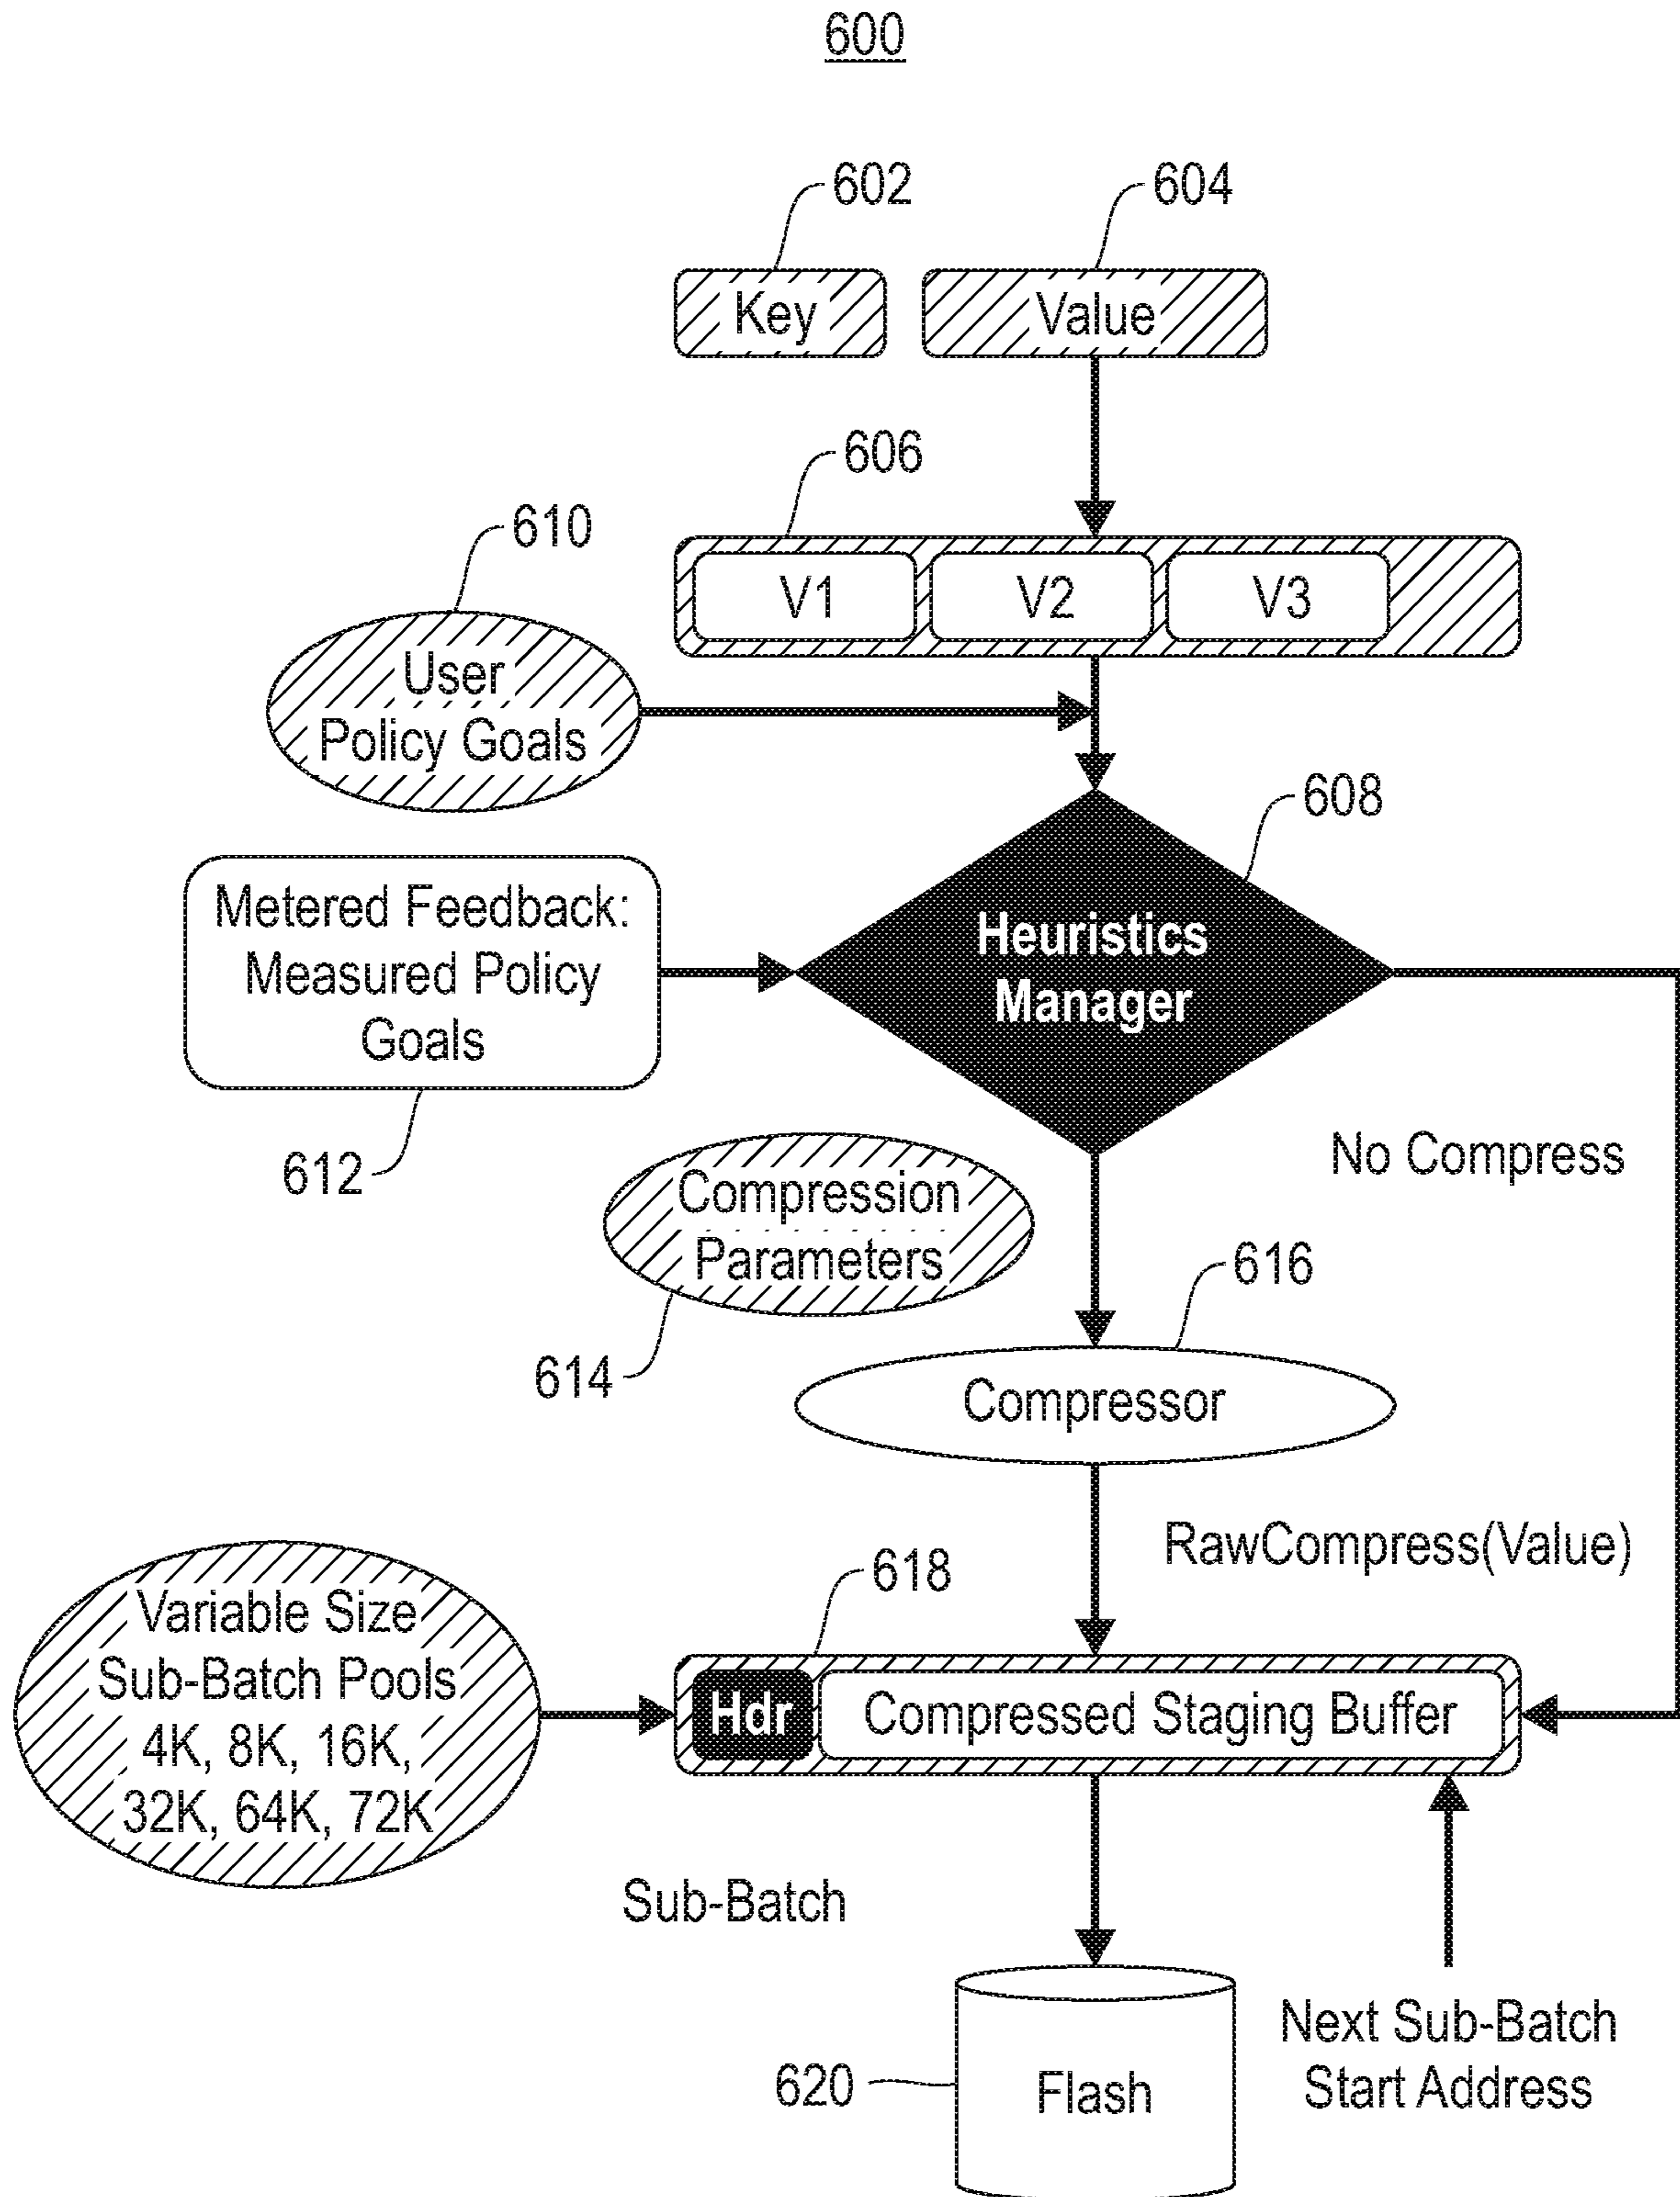 600
602
604
Key
Value
606
610
V1
V2
V3
User
Policy Goals
608
Metered Feedback:
Measured Policy
Goals
Heuristics
Manager
612
No Compress
Compression
Parameters
614
616
Compressor
RawCompress(Value)
618
Variable Size
Sub-Batch Pools
4K, 8K, 16K,
32K, 64K, 72K
Hdr
Compressed Staging Buffer
Sub-Batch
620
Flash
Next Sub-Batch
Start Address